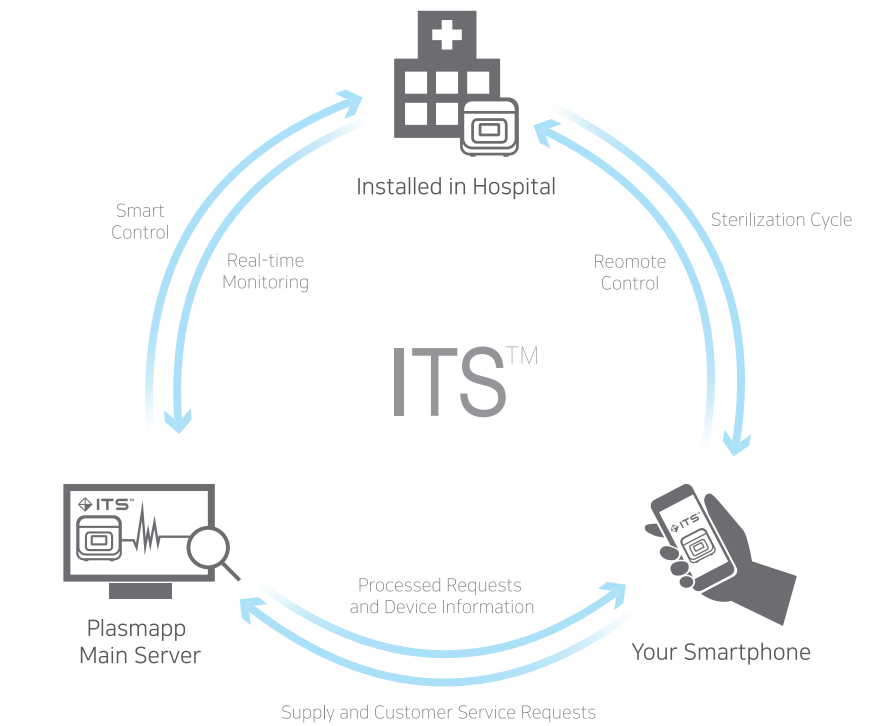 Installed in Hospital
Smart
Control
Real-time
Monitoring
Reomote
Control
Sterilization Cycle
ITS™
ITS™
ITS™
Plasmapp
Main Server
Processed Requests
and Device Information
Your Smartphone
Supply and Customer Service Requests